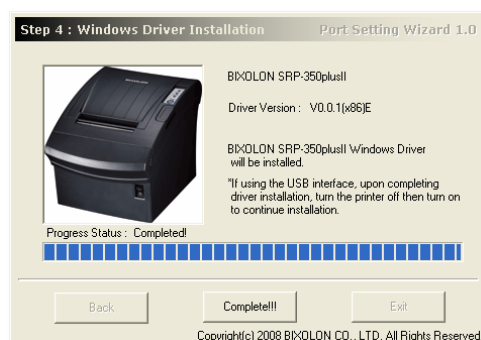 Step 4 : Windows Driver Installation
Port Setting Wizard 1.0
BIXOLON SRP-350plusII
Driver Version : V0.0.1(x86)E
BIXOLON SRP-350plusII Windows Driver
will be installed.
"If using the USB interface, upon completing
driver installation, turn the printer off then turn on
to continue installation.
Progress Status : Completed!
Back
Complete!!!
Exit
Copyright(c) 2008 BIXOLON CO., LTD. All Rights Reserved